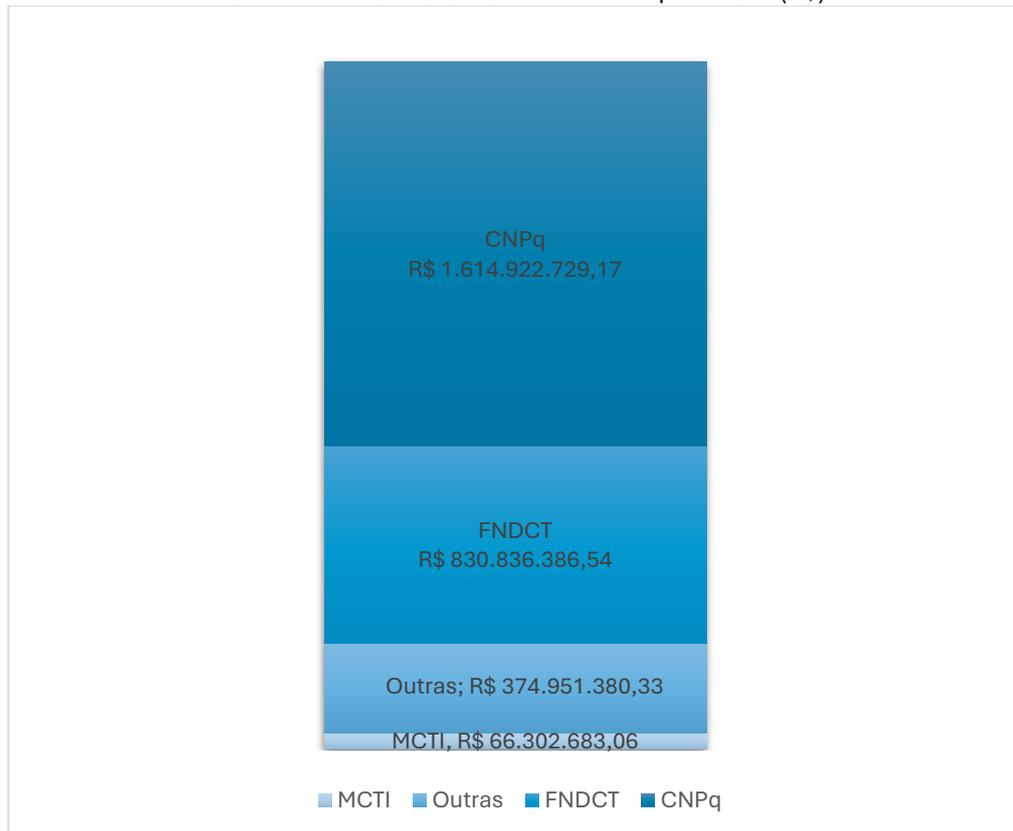 CNPq
R$ 1.614.922.729,17
FNDCT
R$ 830.836.386,54
Outras; R$ 374.951.380,33
MCTI, R$ 66.302.683,06
MCTI Outras FNDCT CNPq